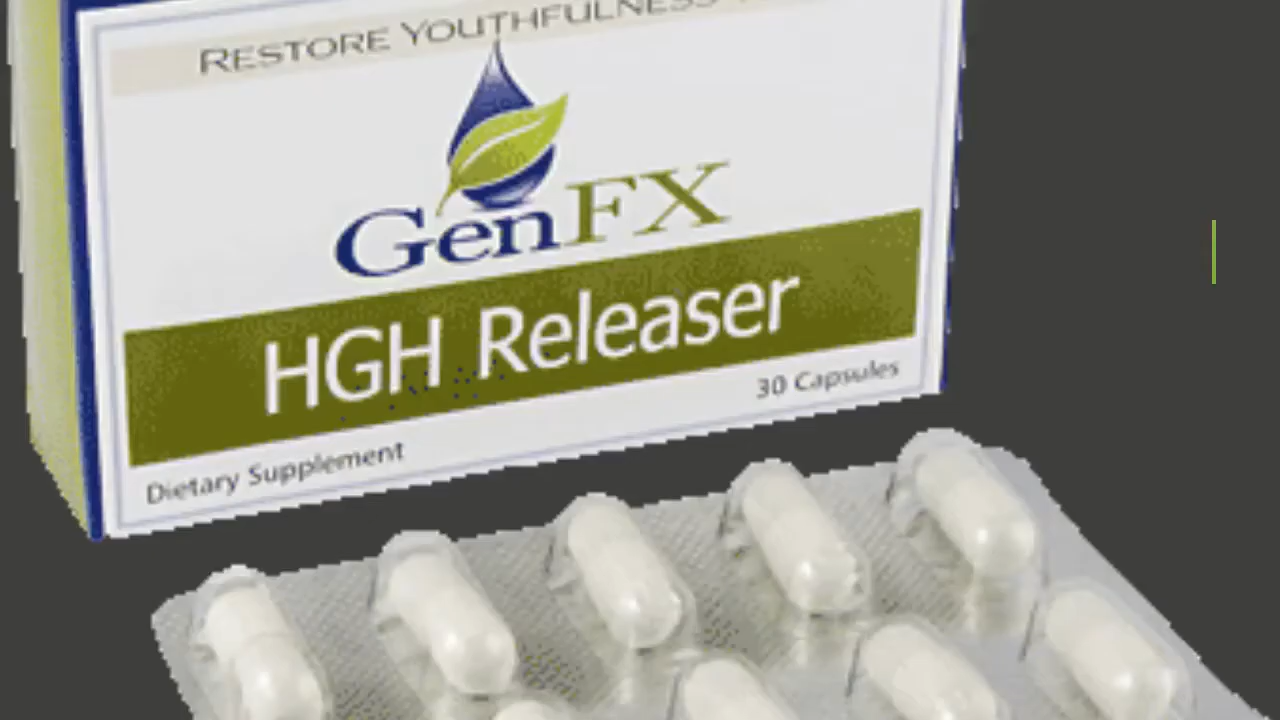 RESTORE YOUTHFULNESS
GenFX
HGH Releaser
30 Capsules
Dietary Supplement